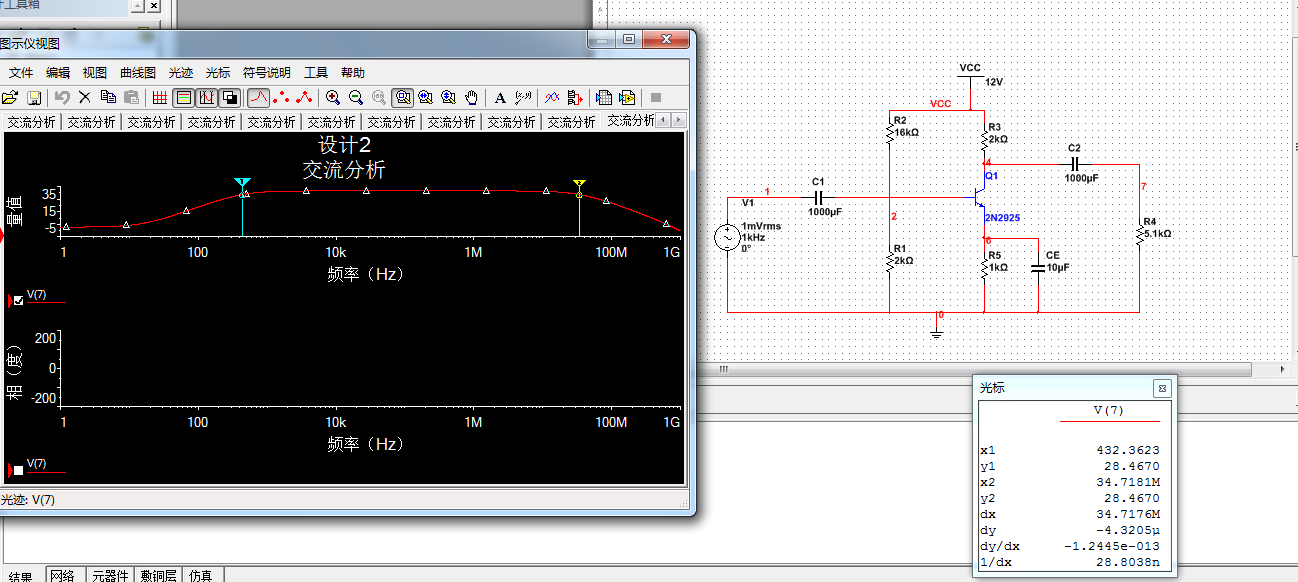 计工具箱
图示仪视图
文件 编辑 视图 曲线图 光迹 光标 符号说明 工具 帮助
交流分析 交流分析 交流分析 交流分析 交流分析 交流分析 交流分析 交流分析 交流分析 交流分析 交流分析
设计2
交流分析
量值
35
15
-5
1 100 10k 1M 100M 1G
频率（Hz）
V(7)
相（度）
200
0
-200
1 100 10k 1M 100M 1G
频率（Hz）
V(7)
光迹: V(7)
VCC
12V
VCC
R2
16kΩ
R3
2kΩ
4
C2
1000µF
Q1
2N2925
7
C1
1000µF
1
2
V1
1mVrms
1kHz
0°
R4
5.1kΩ
R1
2kΩ
6
R5
1kΩ
CE
10µF
0
光标
V(7)
x1 432.3623
y1 28.4670
x2 34.7181M
y2 28.4670
dx 34.7176M
dy -4.3205µ
dy/dx -1.2445e-013
1/dx 28.8038n
结果 网络 元器件 敷铜层 仿真